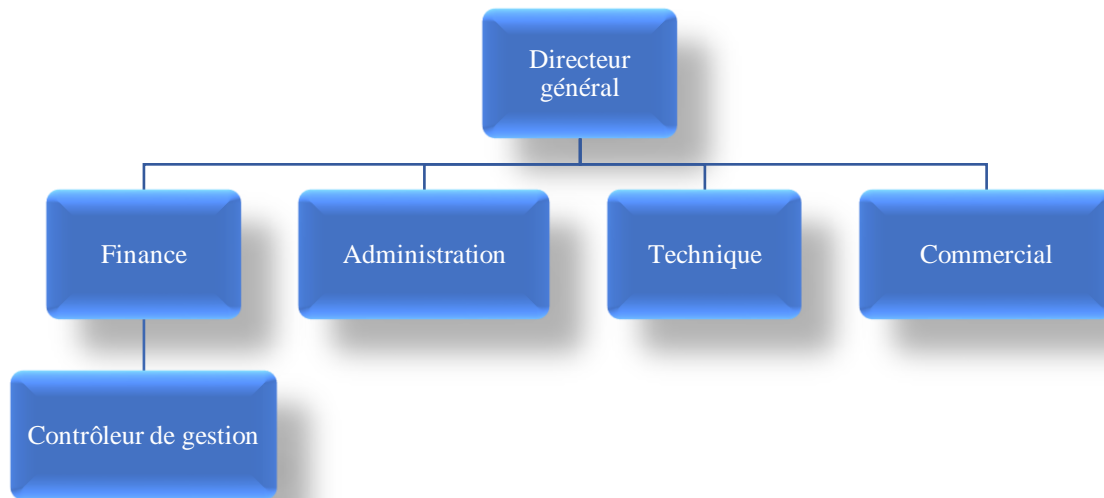 Directeur
général
Finance
Administration
Technique
Commercial
Contrôleur de gestion